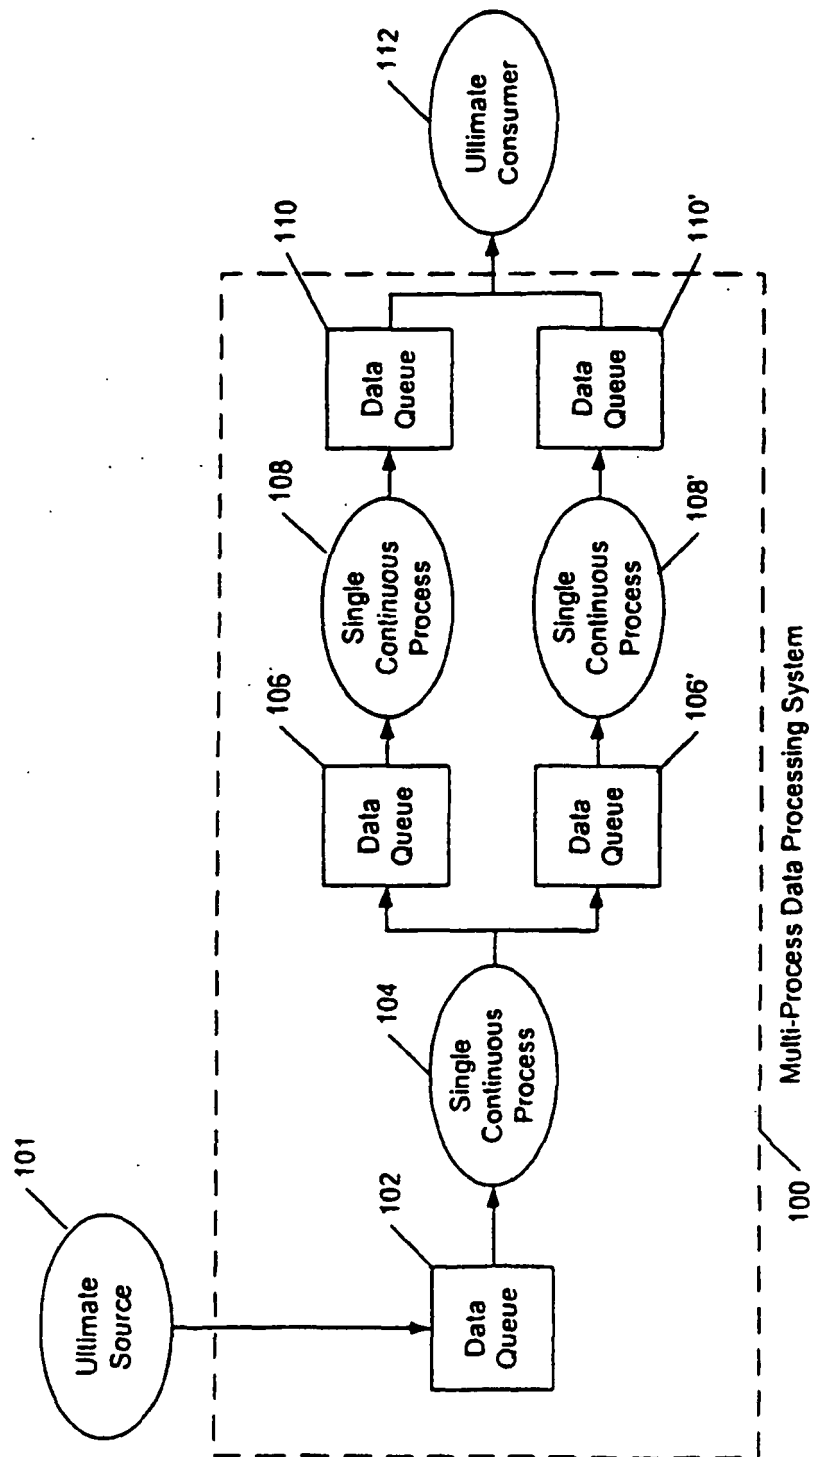 101
Ultimate
Source
102
Data
Queue
104
Single
Continuous
Process
106
Data
Queue
106'
Data
Queue
108
Single
Continuous
Process
108'
Single
Continuous
Process
110
Data
Queue
110'
Data
Queue
112
Ultimate
Consumer
100
Multi-Process Data Processing System